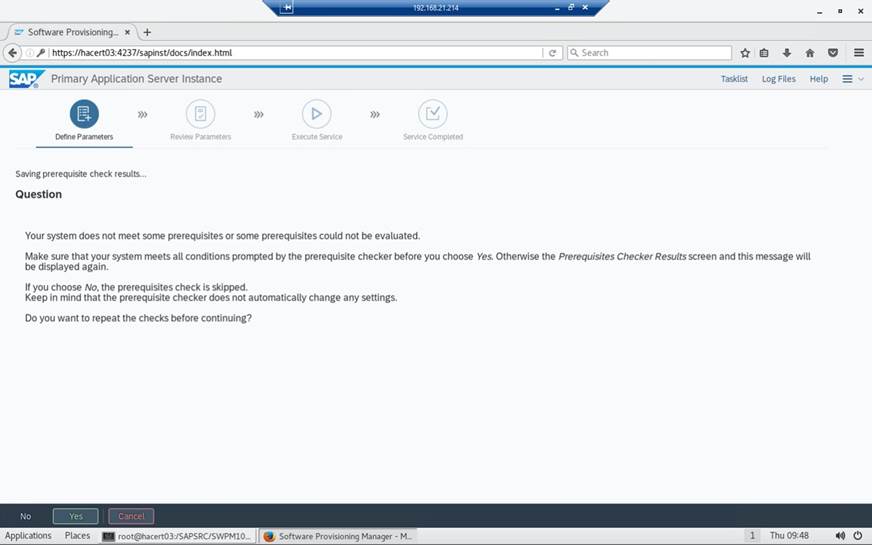 192.168.21.214
Software Provisioning...
https://hacert03:4237/sapinst/docs/index.html
Search
SAP Primary Application Server Instance
Tasklist Log Files Help
Define Parameters Review Parameters Execute Service Service Completed
Saving prerequisite check results...
Question
Your system does not meet some prerequisites or some prerequisites could not be evaluated.
Make sure that your system meets all conditions prompted by the prerequisite checker before you choose Yes. Otherwise the Prerequisites Checker Results screen and this message will
be displayed again.
If you choose No, the prerequisites check is skipped.
Keep in mind that the prerequisite checker does not automatically change any settings.
Do you want to repeat the checks before continuing?
No Yes Cancel
Applications Places root@hacert03:/SAPSRC/SWPM10... Software Provisioning Manager - M... 1 Thu 09:48